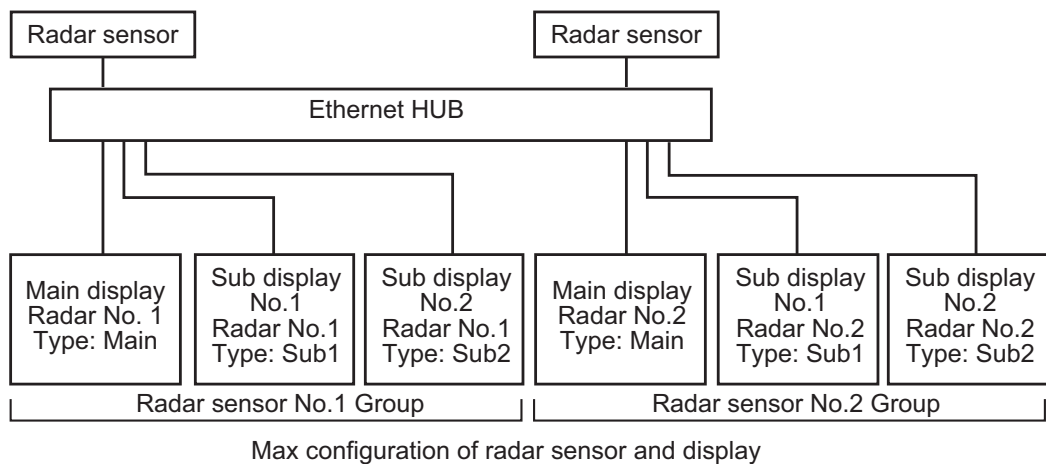 Radar sensor
Radar sensor
Ethernet HUB
Main display
Radar No. 1
Type: Main
Sub display
No.1
Radar No.1
Type: Sub1
Sub display
No.2
Radar No.1
Type: Sub2
Main display
Radar No.2
Type: Main
Sub display
No.1
Radar No.2
Type: Sub1
Sub display
No.2
Radar No.2
Type: Sub2
Radar sensor No.1 Group
Radar sensor No.2 Group
Max configuration of radar sensor and display